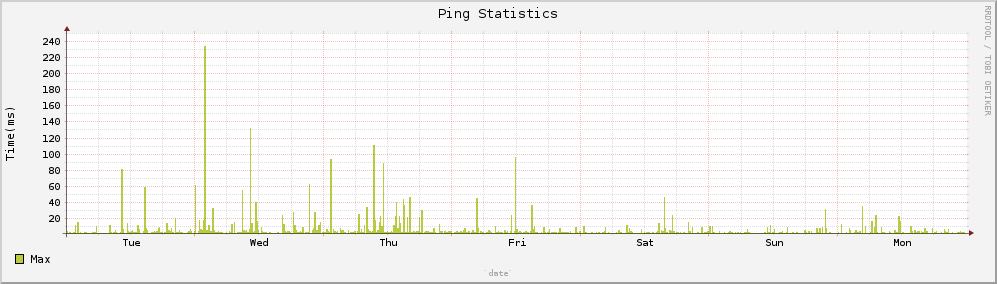 Ping Statistics
RRDTOOL / TOBI OETIKER
Time(ms)
240
220
200
180
160
140
120
100
80
60
40
20
Tue Wed Thu Fri Sat Sun Mon
Max
`date`